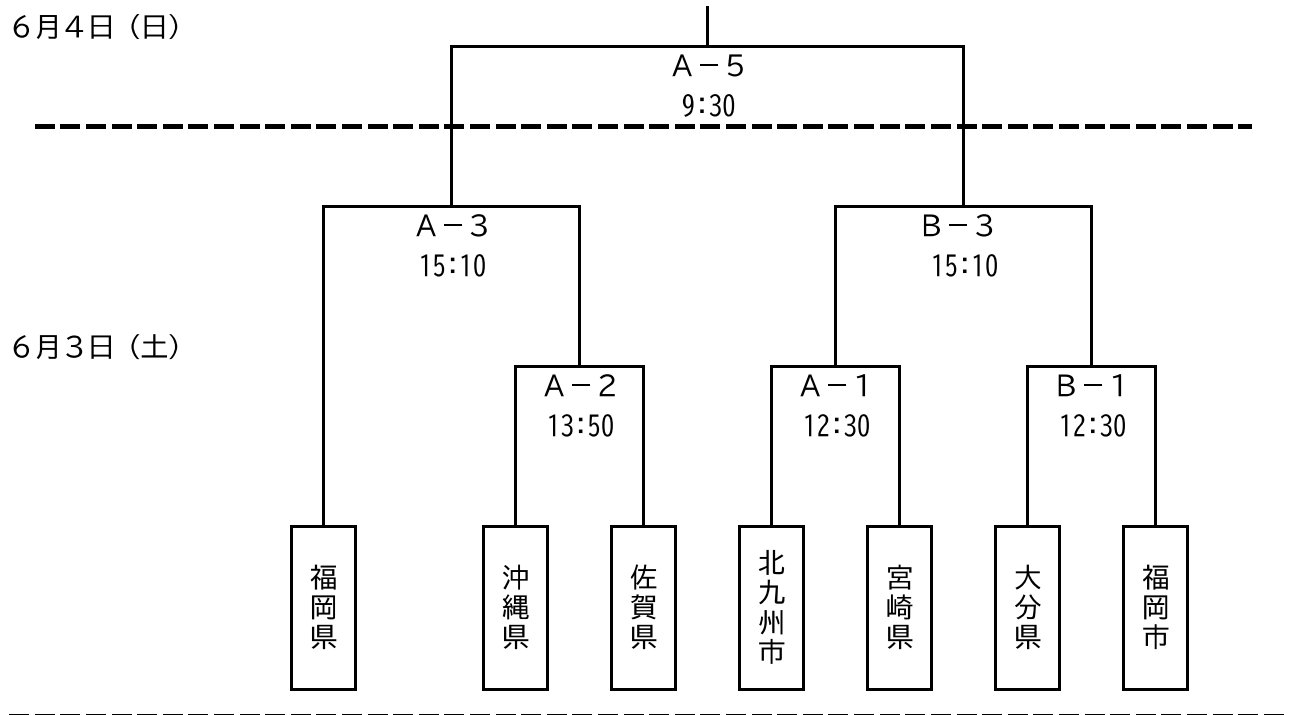 ６月４日（日）
Ａ－５
9:30
Ａ－３
Ｂ－３
15:10
15:10
６月３日（土）
Ａ－２
Ａ－１
Ｂ－１
13:50
12:30
12:30
福岡県
沖縄県
佐賀県
北九州市
宮崎県
大分県
福岡市